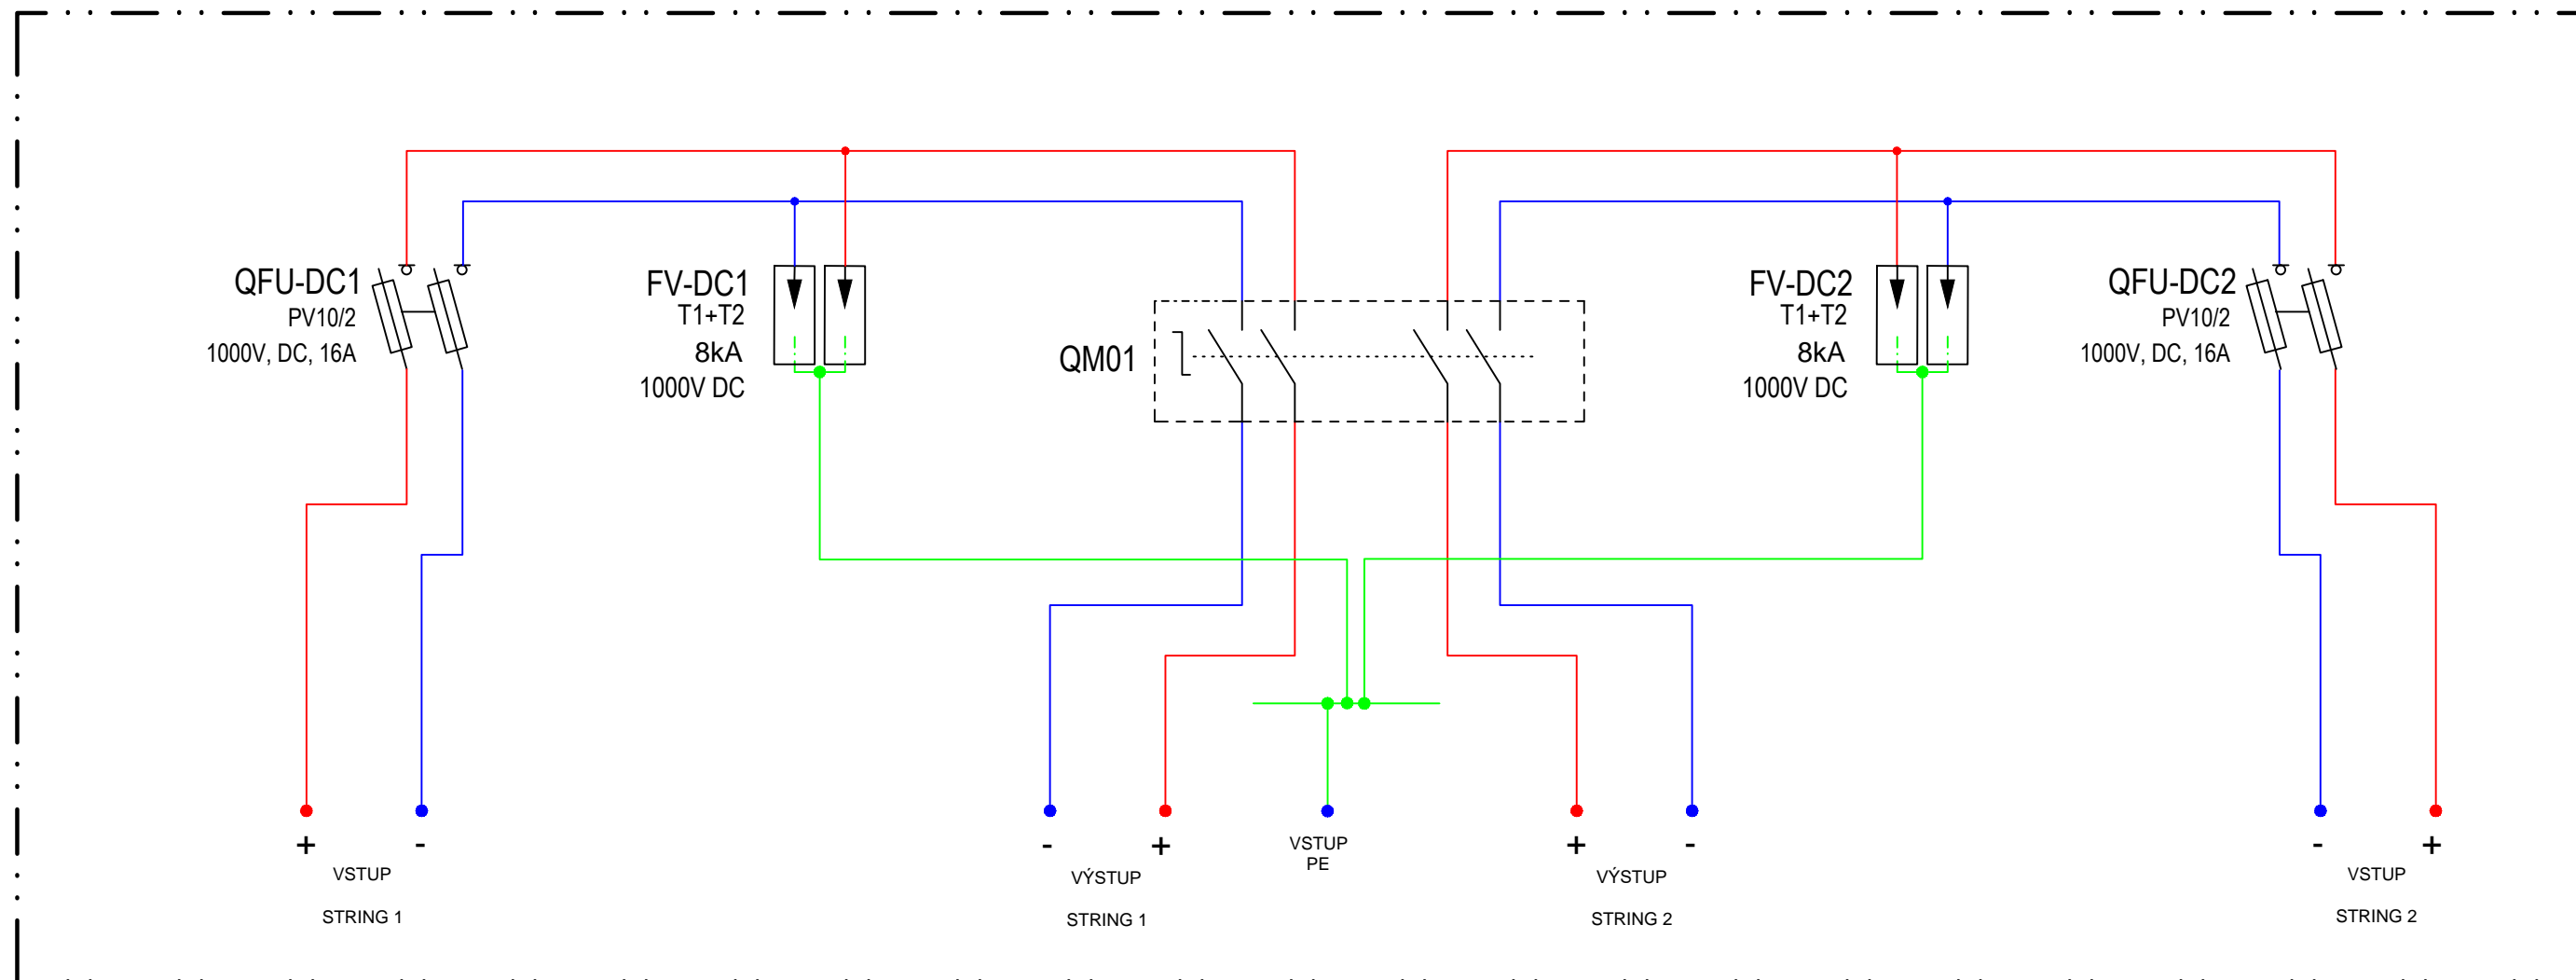 QFU-DC1
PV10/2
1000V, DC, 16A
FV-DC1
T1+T2
8kA
1000V DC
QM01
FV-DC2
T1+T2
8kA
1000V DC
QFU-DC2
PV10/2
1000V, DC, 16A
+ -
VSTUP
STRING 1
- +
VÝSTUP
STRING 1
VSTUP
PE
+ -
VÝSTUP
STRING 2
- +
VSTUP
STRING 2